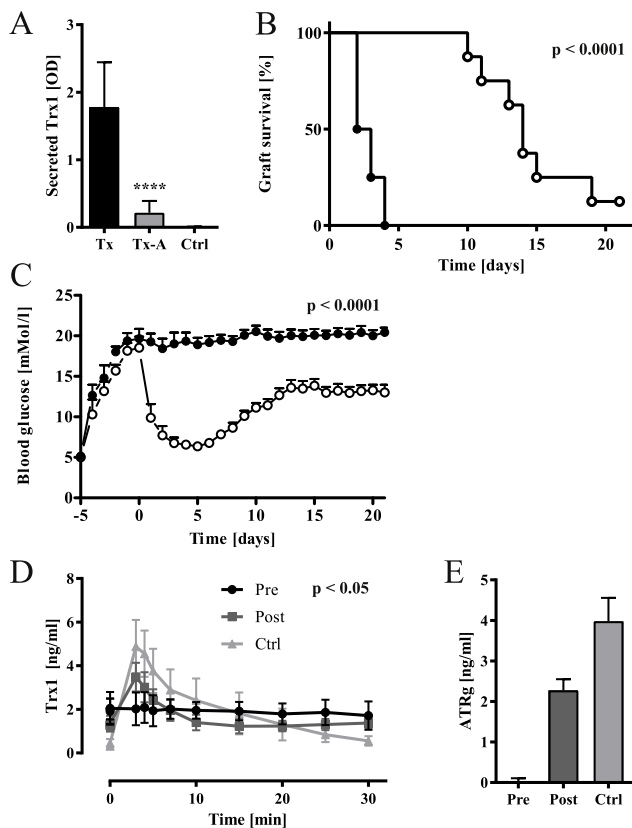 A
Secreted Trx1 [OD]
3
2
1
0
****
Tx Tx-A Ctrl
B
Graft survival [%]
100
50
0
p < 0.0001
0 5 10 15 20
Time [days]
C
Blood glucose [mMol/l]
25
20
15
10
5
0
p < 0.0001
-5 0 5 10 15 20
Time [days]
D
Trx1 [ng/ml]
8
6
4
2
0
Pre
Post
Ctrl
p < 0.05
0 10 20 30
Time [min]
E
ATRg [ng/ml]
5
4
3
2
1
0
Pre Post Ctrl